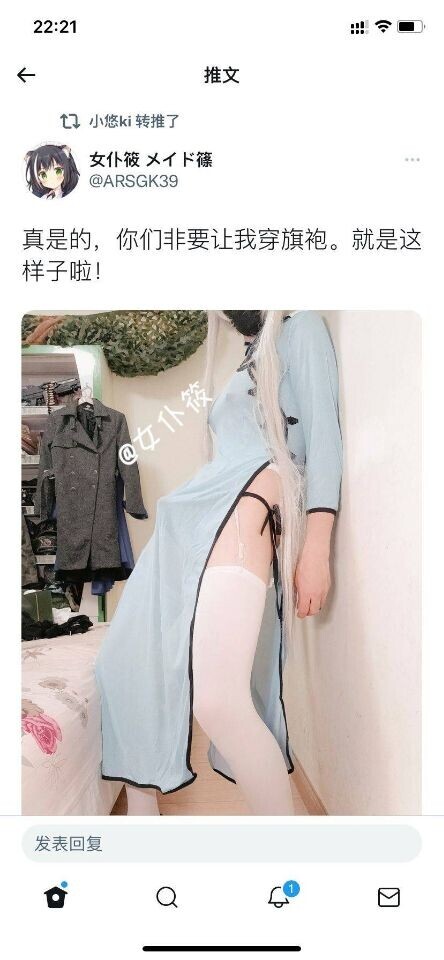 22:21
推文
小悠ki 转推了
女仆筱 メイド篠
@ARSGK39
真是的，你们非要让我穿旗袍。就是这
样子啦！
@女仆筱
发表回复
1